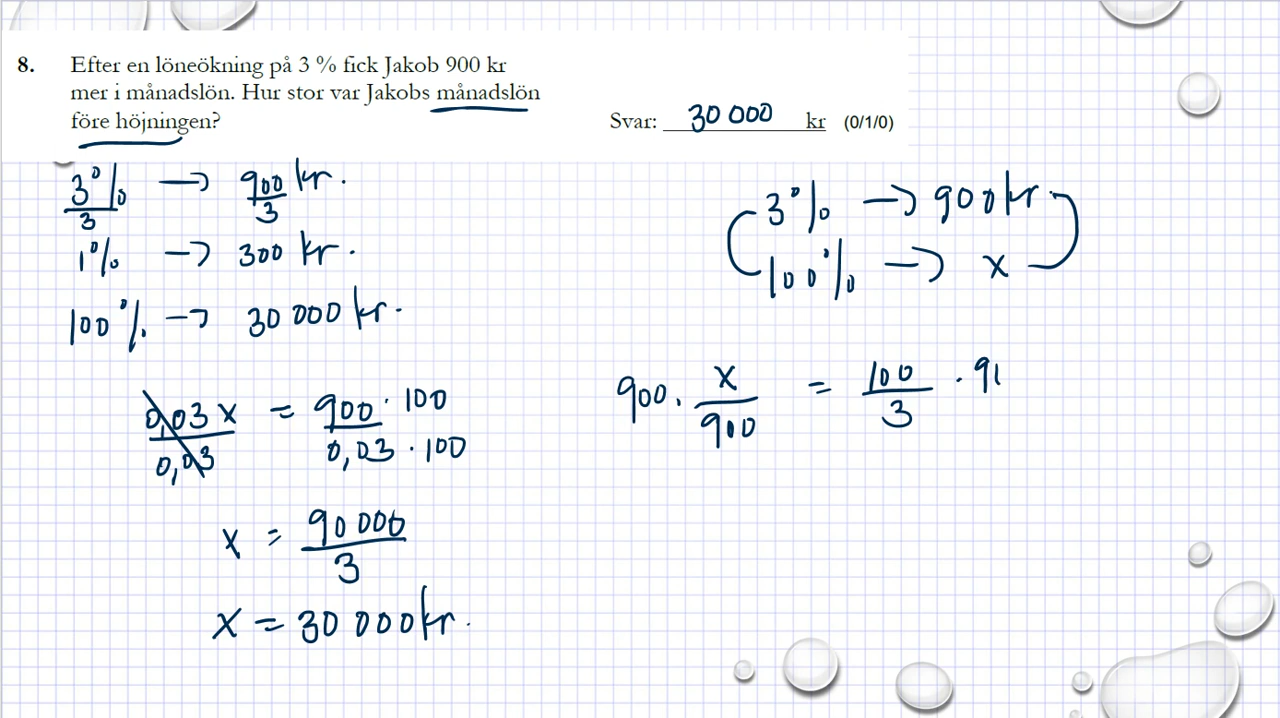 8. Efter en löneökning på 3 % fick Jakob 900 kr
mer i månadslön. Hur stor var Jakobs månadslön
före höjningen?
Svar: 30 000 kr (0/1/0)
3% → 900 kr.
3 3
1% → 300 kr.
100% → 30 000 kr.
0,03 x = 900 · 100
0,03 0,03 · 100
x = 90 000
3
x = 30 000 kr.
3% → 900 kr
100% → x
900 · x = 100 · 90
900 3